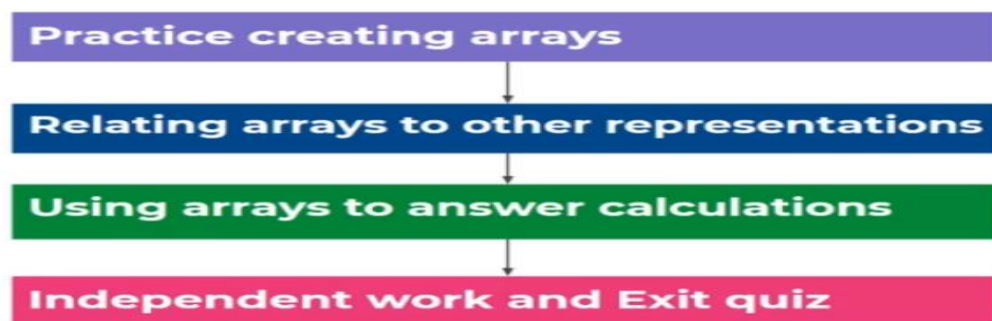 Practice creating arrays
Relating arrays to other representations
Using arrays to answer calculations
Independent work and Exit quiz